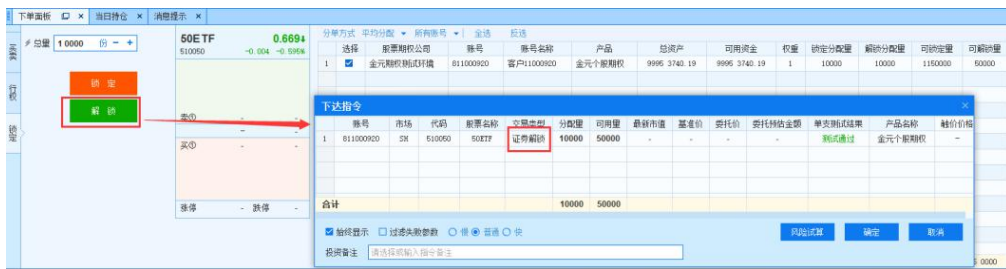 下单面板 × 当日持仓 × 消息提示 ×
买卖
行权
锁定
总量 10000 份 - +
锁 定
解 锁
50ETF 0.669↓
510050 -0.004 -0.595%
卖① - -
- -
买① - -
涨停 - 跌停 -
分单方式 平均分配 所有账号 全选 反选
选择 股票期权公司 账号 账号名称 产品 总资产 可用资金 权重 锁定分配量 解锁分配量 可锁定量 可解锁量
1 金元期权测试环境 811000920 客户11000920 金元个股期权 9995 3740.19 9995 3740.19 1 10000 10000 1150000 50000
下达指令 ×
账号 市场 代码 股票名称 交易类型 分配量 可用量 最新市值 基准价 委托价 委托预估金额 单支测试结果 产品名称 触价价格
1 811000920 SH 510050 50ETF 证券解锁 10000 50000 - - - - 测试通过 金元个股期权 -
合计 10000 50000
始终显示 过滤失败参数 慢 普通 快 风险试算 确定 取消
投资备注 请选择或输入指令备注
0000